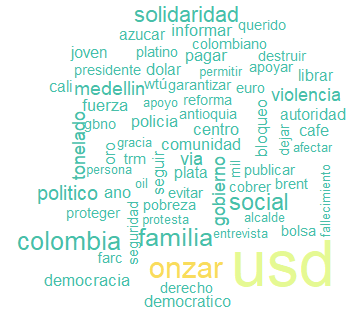 solidaridad
azucar informar querido
joven platino colombiano
pagar destruir
presidente dolar permitir apoyar
cali medellin wtú garantizar euro librar
fuerza apoyo reforma violencia
gbno policia antioquia bloqueo autoridad
tonelado oro gracia centro dejar cafe
trm seguir via comunidad afectar
persona plata mil publicar
politico ano oil evitar gobierno cobrer brent
proteger pobreza social fallecimiento
seguridad protesta alcalde
colombia familia entrevista bolsa
farc
democracia onzar usd
derecho
democratico